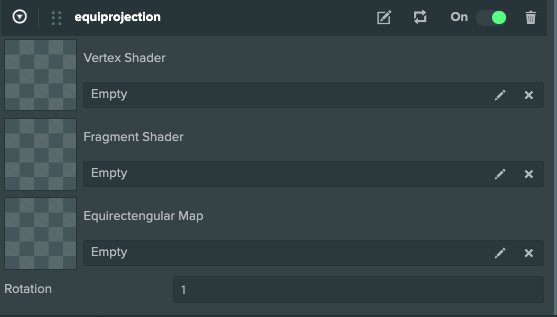 equiprojection On
Vertex Shader
Empty
Fragment Shader
Empty
Equirectengular Map
Empty
Rotation 1